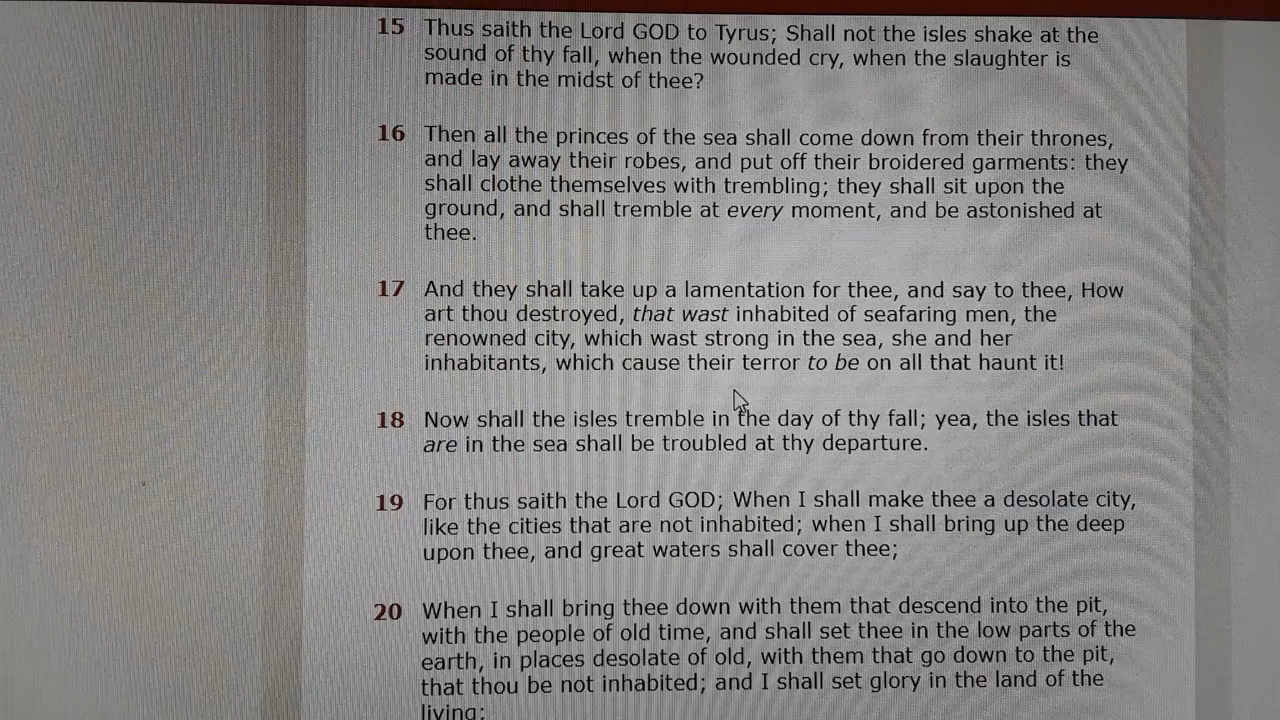 15 Thus saith the Lord GOD to Tyrus; Shall not the isles shake at the
sound of thy fall, when the wounded cry, when the slaughter is
made in the midst of thee?
16 Then all the princes of the sea shall come down from their thrones,
and lay away their robes, and put off their broidered garments: they
shall clothe themselves with trembling; they shall sit upon the
ground, and shall tremble at every moment, and be astonished at
thee.
17 And they shall take up a lamentation for thee, and say to thee, How
art thou destroyed, that wast inhabited of seafaring men, the
renowned city, which wast strong in the sea, she and her
inhabitants, which cause their terror to be on all that haunt it!
18 Now shall the isles tremble in the day of thy fall; yea, the isles that
are in the sea shall be troubled at thy departure.
19 For thus saith the Lord GOD; When I shall make thee a desolate city,
like the cities that are not inhabited; when I shall bring up the deep
upon thee, and great waters shall cover thee;
20 When I shall bring thee down with them that descend into the pit,
with the people of old time, and shall set thee in the low parts of the
earth, in places desolate of old, with them that go down to the pit,
that thou be not inhabited; and I shall set glory in the land of the
living;